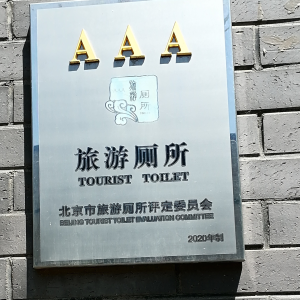 AAA
旅游
厕所
旅游厕所
TOURIST TOILET
北京市旅游厕所评定委员会
BEIJING TOURIST TOILET EVALUATION COMMITTEE
2020年制